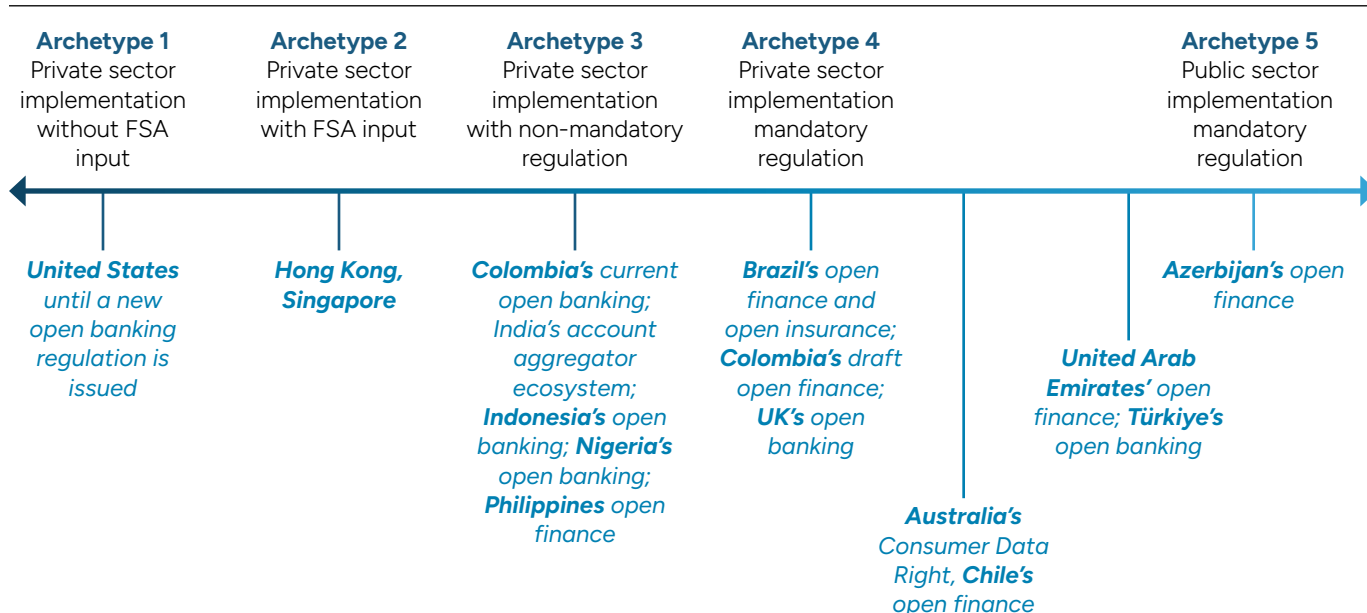 Archetype 1
Private sector
implementation
without FSA
input
Archetype 2
Private sector
implementation
with FSA input
Archetype 3
Private sector
implementation
with non-mandatory
regulation
Archetype 4
Private sector
implementation
mandatory
regulation
Archetype 5
Public sector
implementation
mandatory
regulation
United States
until a new
open banking
regulation is
issued
Hong Kong,
Singapore
Colombia's current
open banking;
India's account
aggregator
ecosystem;
Indonesia's open
banking; Nigeria's
open banking;
Philippines open
finance
Brazil's open
finance and
open insurance;
Colombia's draft
open finance;
UK's open
banking
Australia's
Consumer Data
Right, Chile's
open finance
United Arab
Emirates' open
finance; Türkiye's
open banking
Azerbijan's open
finance